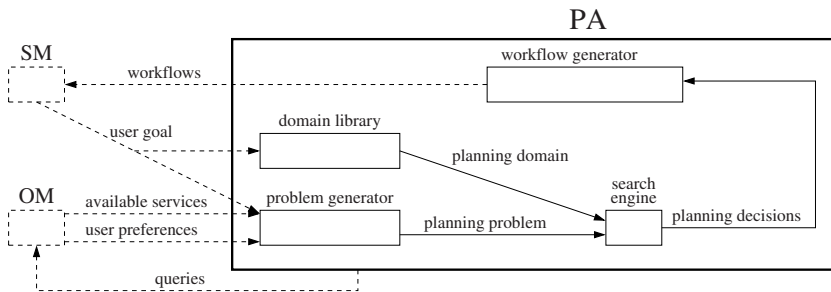 PA
SM
workflow generator
workflows
user goal
domain library
planning domain
OM
available services
problem generator
search
engine
user preferences
planning problem
planning decisions
queries